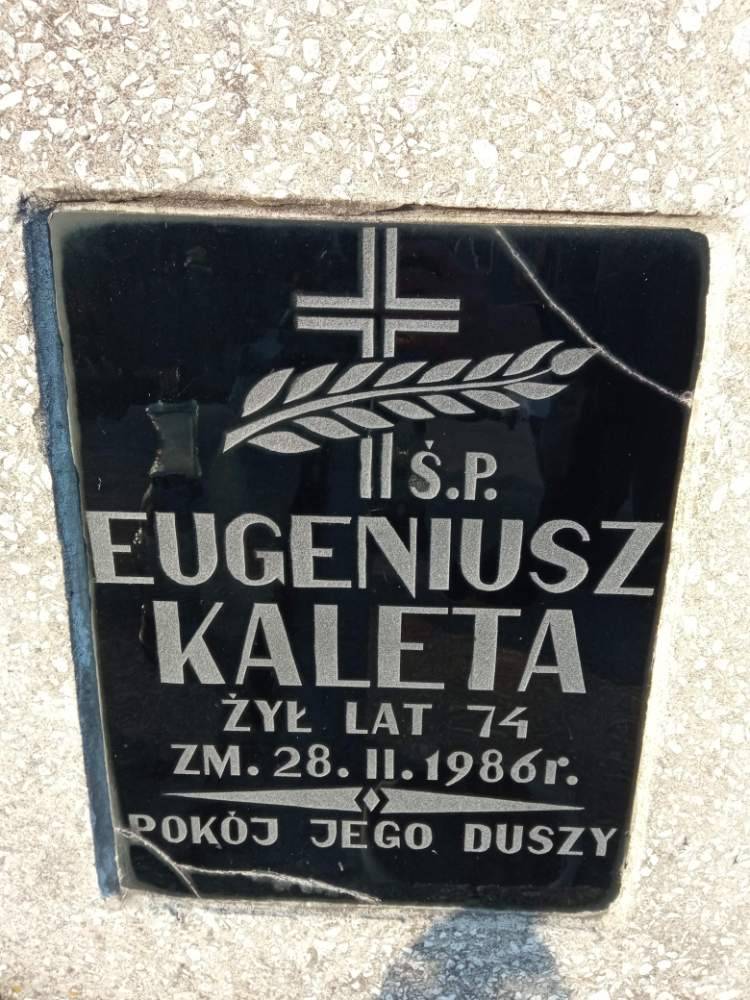 Ś.P.
EUGENIUSZ
KALETA
ŻYŁ LAT 74
ZM. 28. II. 1986r.
POKÓJ JEGO DUSZY